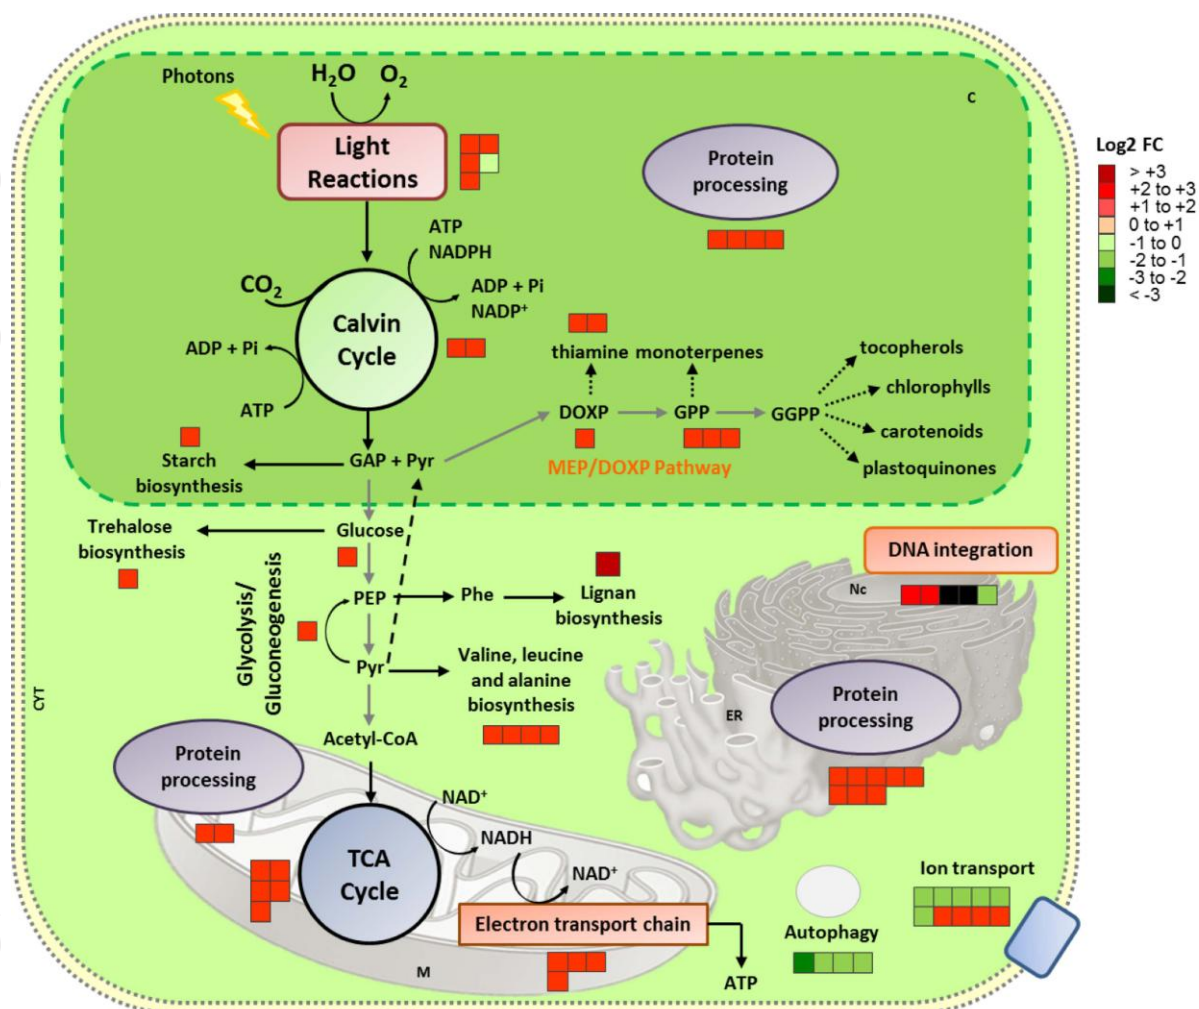 Photons
H₂O O₂
C
Light
Reactions
Protein
processing
Log2 FC
> +3
+2 to +3
+1 to +2
0 to +1
-1 to 0
-2 to -1
-3 to -2
< -3
ATP
NADPH
CO₂
ADP + Pi
NADP⁺
Calvin
Cycle
ADP + Pi
ATP
thiamine monoterpenes
tocopherols
chlorophylls
carotenoids
plastoquinones
DOXP GPP GGPP
MEP/DOXP Pathway
Starch
biosynthesis
GAP + Pyr
Trehalose
biosynthesis
Glucose
Glycolysis/
Gluconeogenesis
PEP Phe Lignan
biosynthesis
Pyr
Valine, leucine
and alanine
biosynthesis
Acetyl-CoA
DNA integration
Nc
ER
Protein
processing
CYT
Protein
processing
NAD⁺
NADH
NAD⁺
TCA
Cycle
Electron transport chain
M
ATP
Autophagy
Ion transport